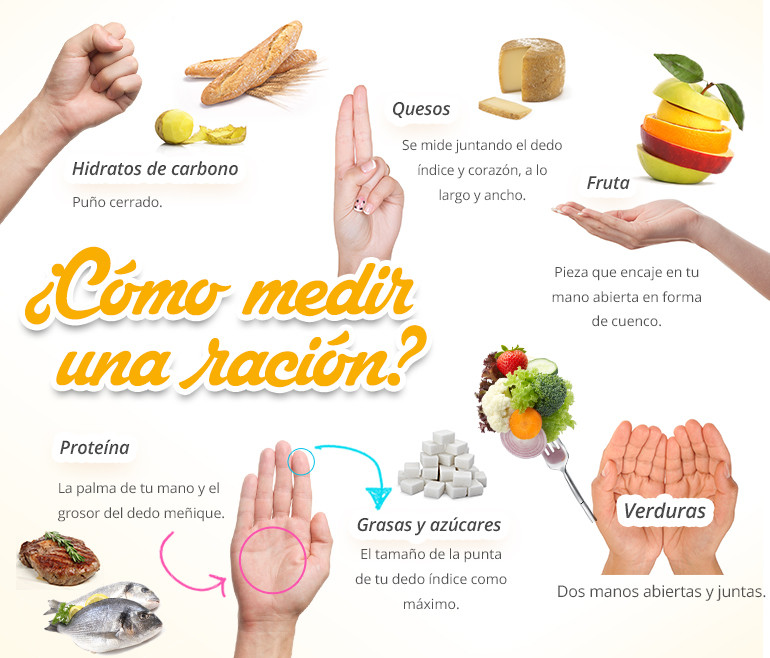 Hidratos de carbono
Puño cerrado.
Quesos
Se mide juntando el dedo
índice y corazón, a lo
largo y ancho.
Fruta
Pieza que encaje en tu
mano abierta en forma
de cuenco.
¿Cómo medir
una ración?
Proteína
La palma de tu mano y el
grosor del dedo meñique.
Grasas y azúcares
El tamaño de la punta
de tu dedo índice como
máximo.
Verduras
Dos manos abiertas y juntas.